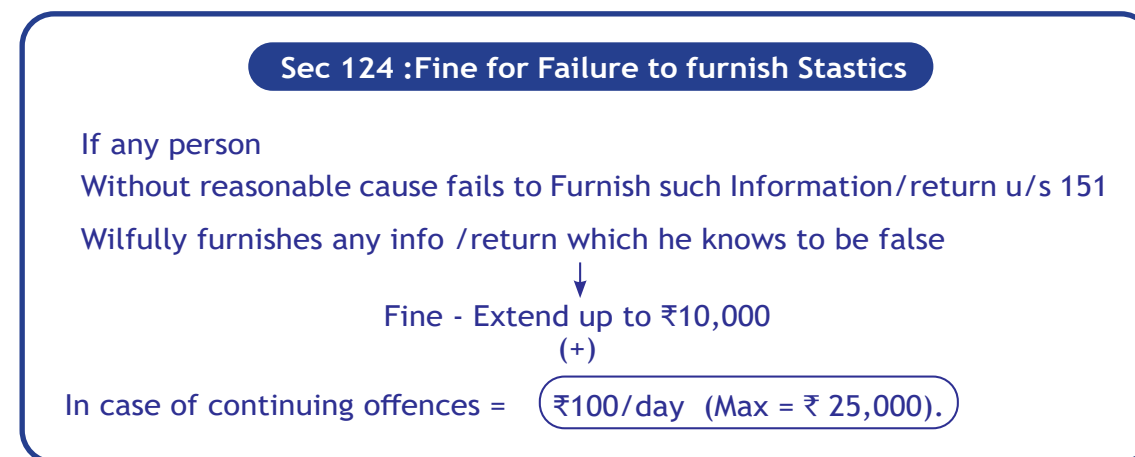 Sec 124 :Fine for Failure to furnish Stastics
If any person
Without reasonable cause fails to Furnish such Information/return u/s 151
Wilfully furnishes any info /return which he knows to be false
Fine - Extend up to ₹10,000
(+)
In case of continuing offences = ₹100/day (Max = ₹ 25,000).